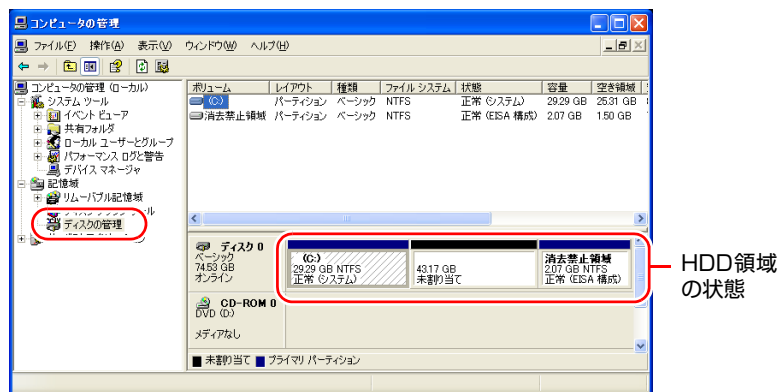 コンピュータの管理
ファイル(F) 操作(A) 表示(V) ウィンドウ(W) ヘルプ(H)
コンピュータの管理 (ローカル)
システム ツール
イベント ビューア
共有フォルダ
ローカル ユーザーとグループ
パフォーマンス ログと警告
デバイス マネージャ
記憶域
リムーバブル記憶域
ディスクの管理
ボリューム レイアウト 種類 ファイル システム 状態 容量 空き領域
(C:) パーティション ベーシック NTFS 正常 (システム) 29.29 GB 25.31 GB
消去禁止領域 パーティション ベーシック NTFS 正常 (EISA 構成) 2.07 GB 1.50 GB
ディスク 0
ベーシック
74.53 GB
オンライン
(C:)
29.29 GB NTFS
正常 (システム)
43.17 GB
未割り当て
消去禁止領域
2.07 GB NTFS
正常 (EISA 構成)
CD-ROM 0
DVD (D:)
メディアなし
未割り当て プライマリ パーティション
HDD領域
の状態